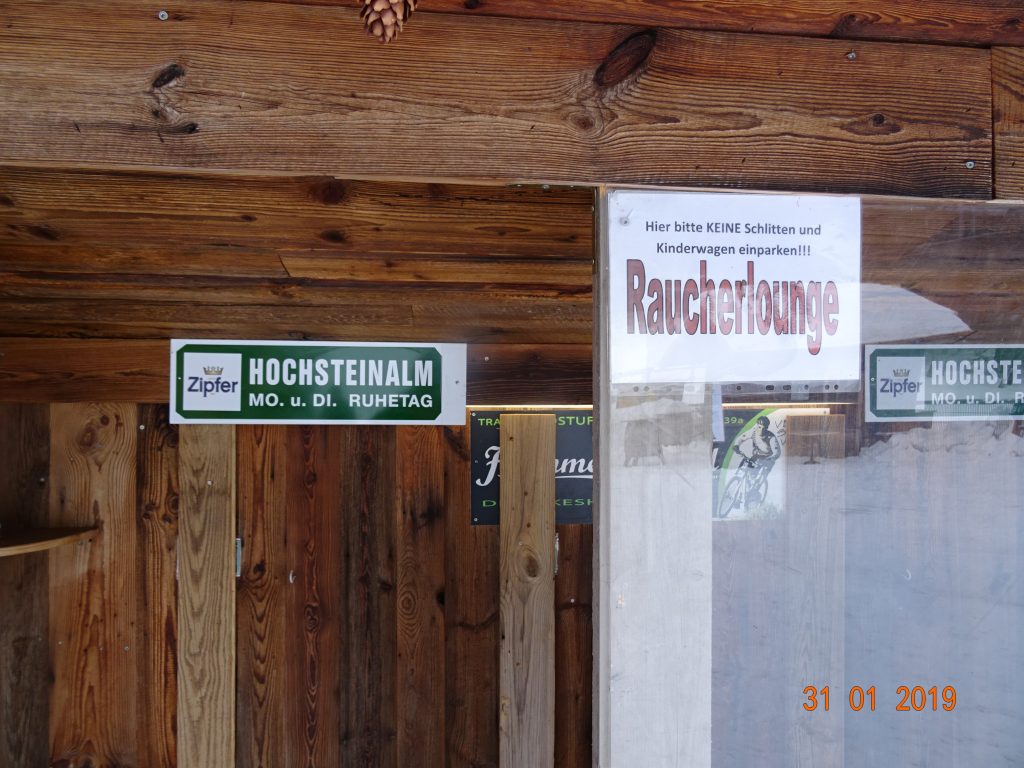 Hier bitte KEINE Schlitten und
Kinderwagen einparken!!!
Raucherlounge
Zipfer
HOCHSTEINALM
MO. u. DI. RUHETAG
Zipfer
HOCHSTE
MO. u. DI. R
39a
31 01 2019